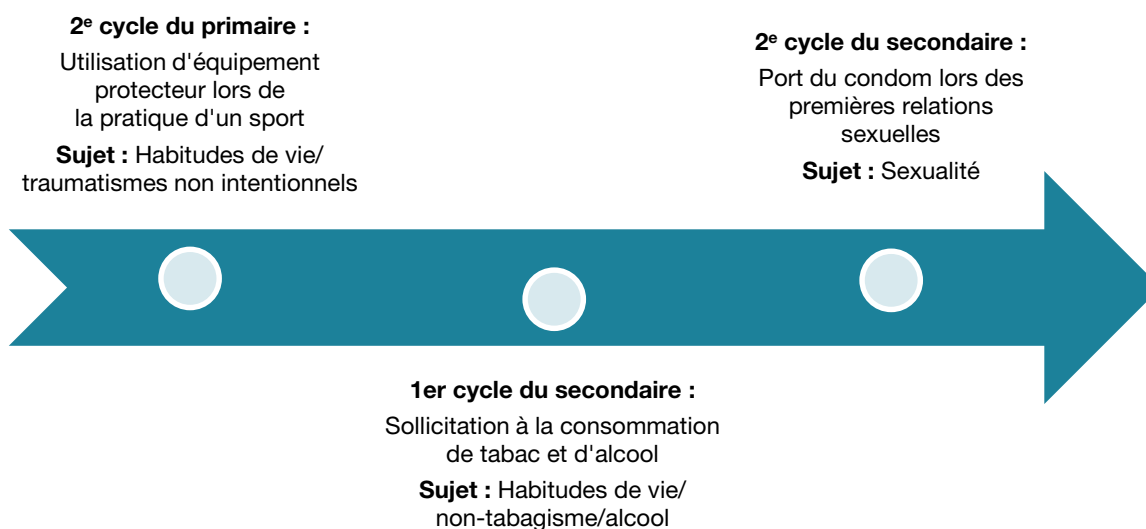 2e cycle du primaire :
Utilisation d'équipement
protecteur lors de
la pratique d'un sport
Sujet : Habitudes de vie/
traumatismes non intentionnels
1er cycle du secondaire :
Sollicitation à la consommation
de tabac et d'alcool
Sujet : Habitudes de vie/
non-tabagisme/alcool
2e cycle du secondaire :
Port du condom lors des
premières relations
sexuelles
Sujet : Sexualité